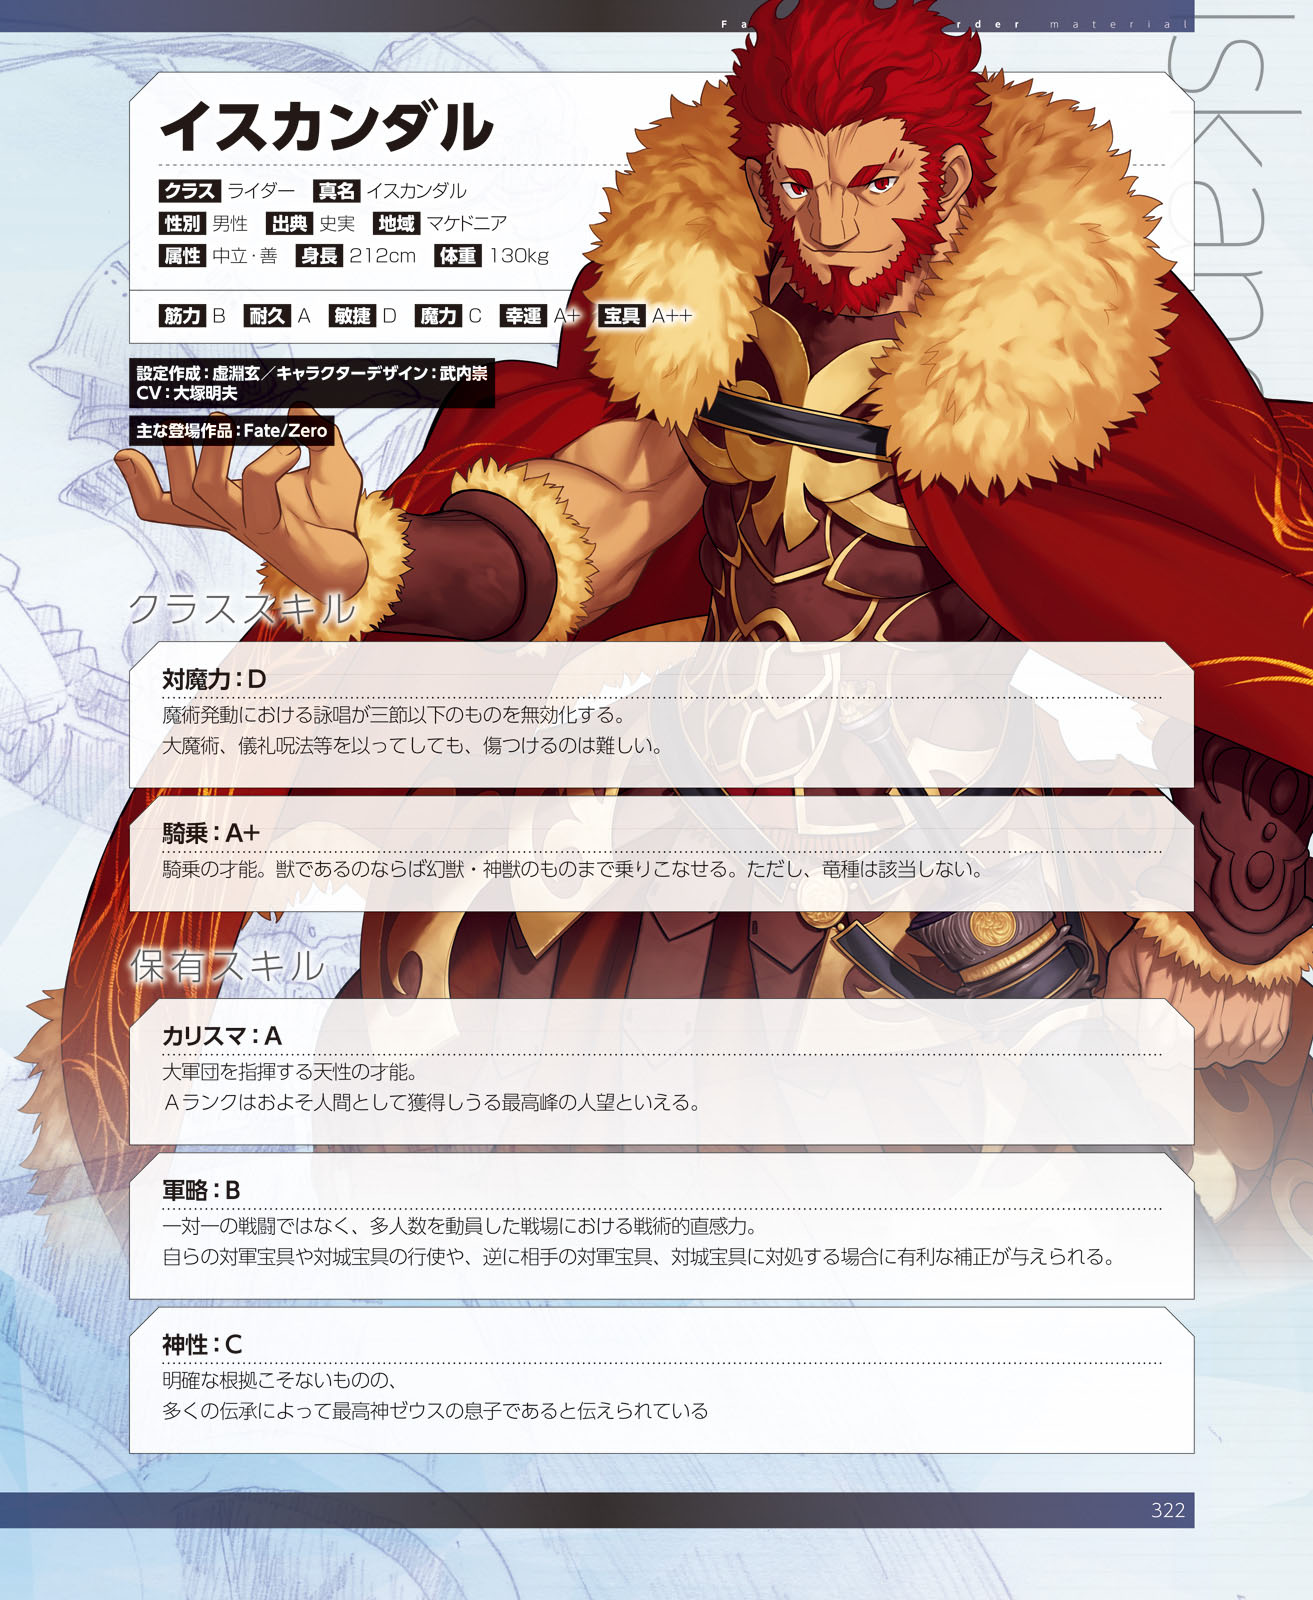 Fa rder material
Iskan
イスカンダル
クラス ライダー 真名 イスカンダル
性別 男性 出典 史実 地域 マケドニア
属性 中立・善 身長 212cm 体重 130kg
筋力 B 耐久 A 敏捷 D 魔力 C 幸運 A+ 宝具 A++
設定作成：虚淵玄／キャラクターデザイン：武内崇
CV：大塚明夫
主な登場作品：Fate/Zero
クラススキル
対魔力：D
魔術発動における詠唱が三節以下のものを無効化する。
大魔術、儀礼呪法等を以ってしても、傷つけるのは難しい。
騎乗：A+
騎乗の才能。獣であるのならば幻獣・神獣のものまで乗りこなせる。ただし、竜種は該当しない。
保有スキル
カリスマ：A
大軍団を指揮する天性の才能。
Ａランクはおよそ人間として獲得しうる最高峰の人望といえる。
軍略：B
一対一の戦闘ではなく、多人数を動員した戦場における戦術的直感力。
自らの対軍宝具や対城宝具の行使や、逆に相手の対軍宝具、対城宝具に対処する場合に有利な補正が与えられる。
神性：C
明確な根拠こそないものの、
多くの伝承によって最高神ゼウスの息子であると伝えられている
322